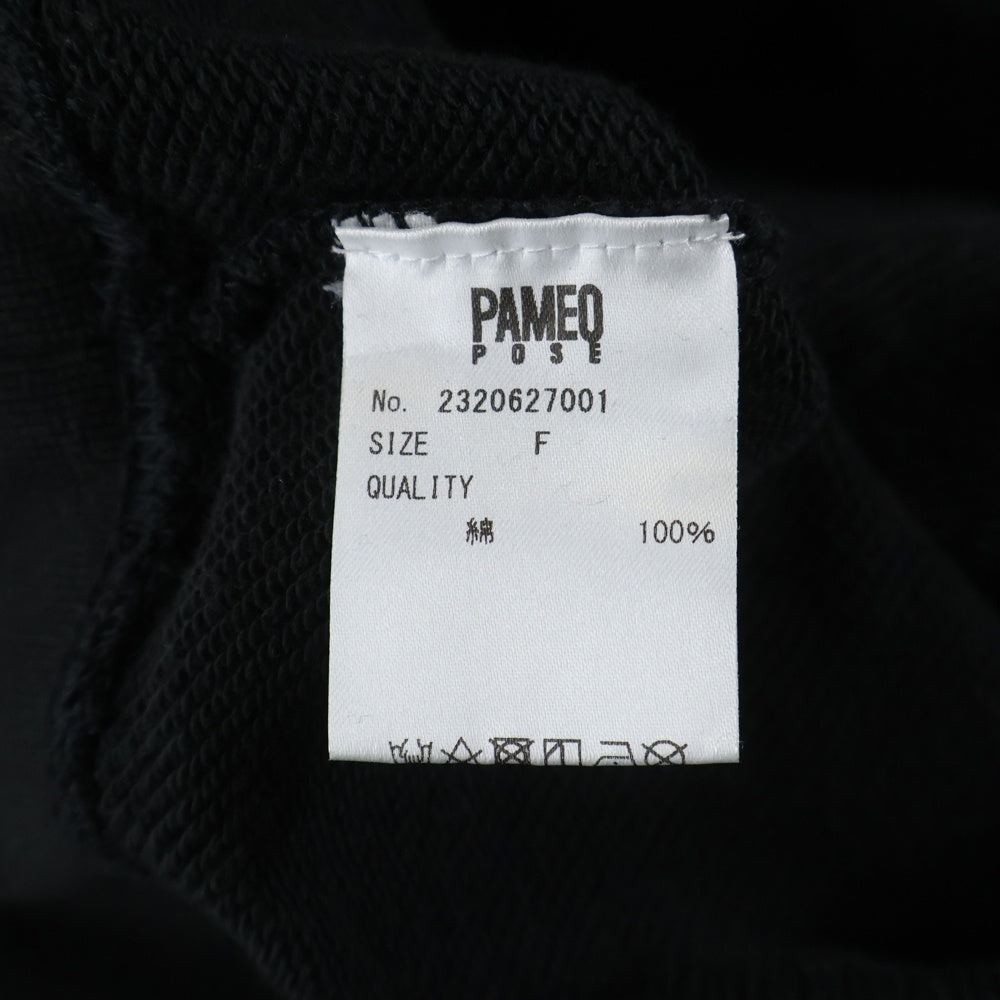 PAMEO
POSE
No. 2320627001
SIZE F
QUALITY
綿 100%